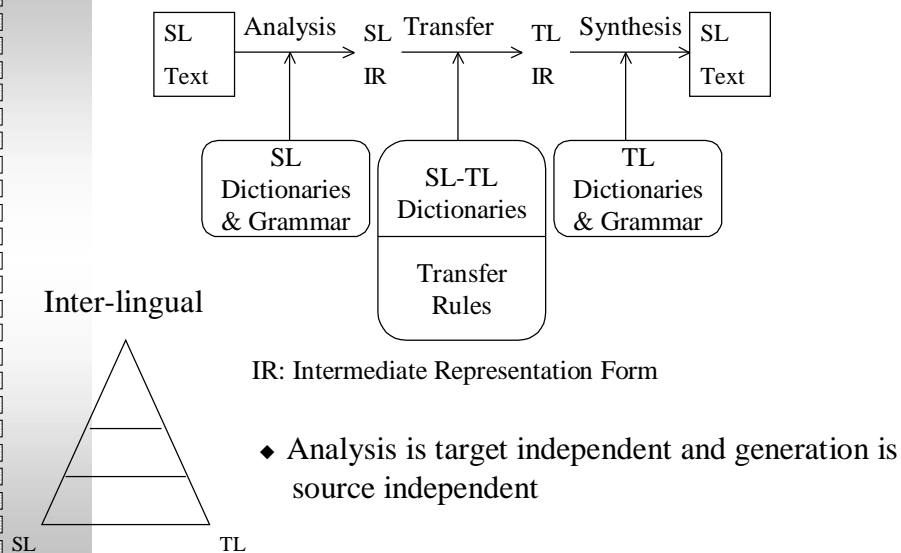 SL Analysis SL Transfer TL Synthesis SL
Text IR IR Text
SL
Dictionaries
& Grammar
SL-TL
Dictionaries
Transfer
Rules
TL
Dictionaries
& Grammar
Inter-lingual
IR: Intermediate Representation Form
◆ Analysis is target independent and generation is
source independent
SL TL